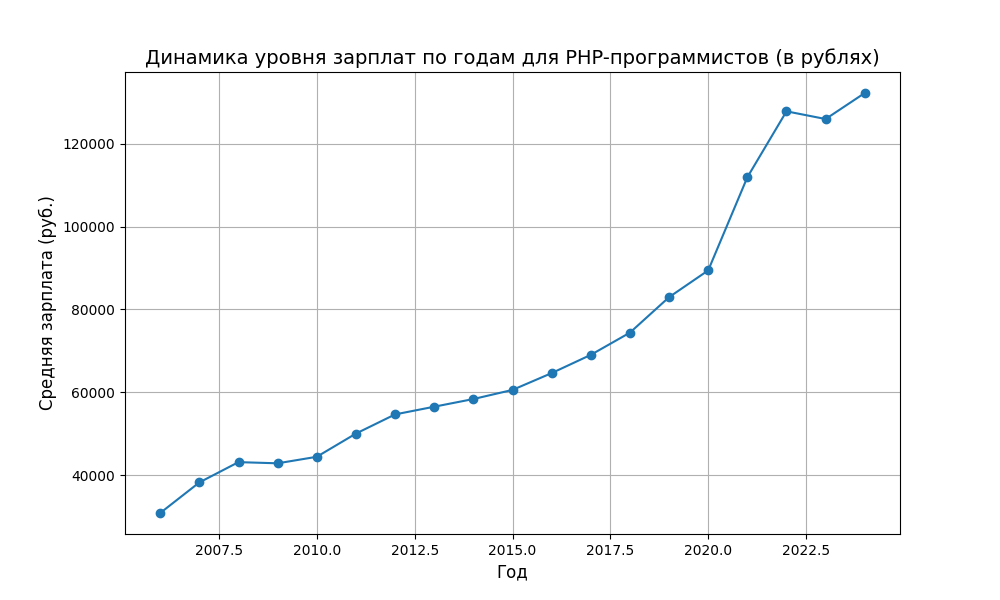 Динамика уровня зарплат по годам для PHP-программистов (в рублях)
Средняя зарплата (руб.)
120000
100000
80000
60000
40000
2007.5 2010.0 2012.5 2015.0 2017.5 2020.0 2022.5
Год